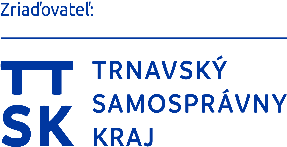 Zriaďovateľ:
TT
SK
TRNAVSKÝ
SAMOSPRÁVNY
KRAJ